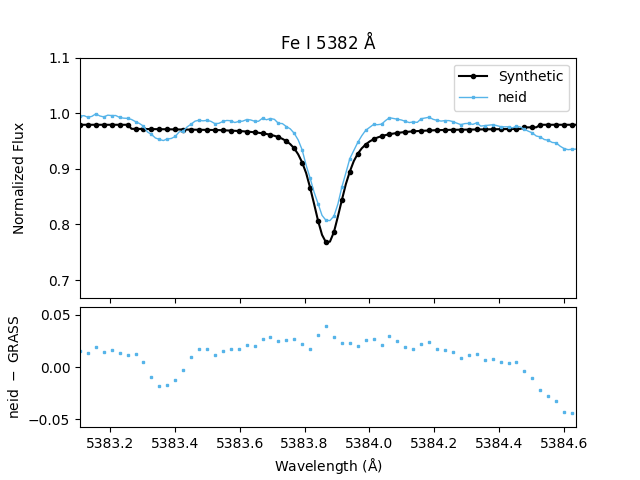 Fe I 5382 Å
1.1
1.0
0.9
0.8
0.7
Normalized Flux
Synthetic
neid
0.05
0.00
−0.05
neid − GRASS
5383.2 5383.4 5383.6 5383.8 5384.0 5384.2 5384.4 5384.6
Wavelength (Å)